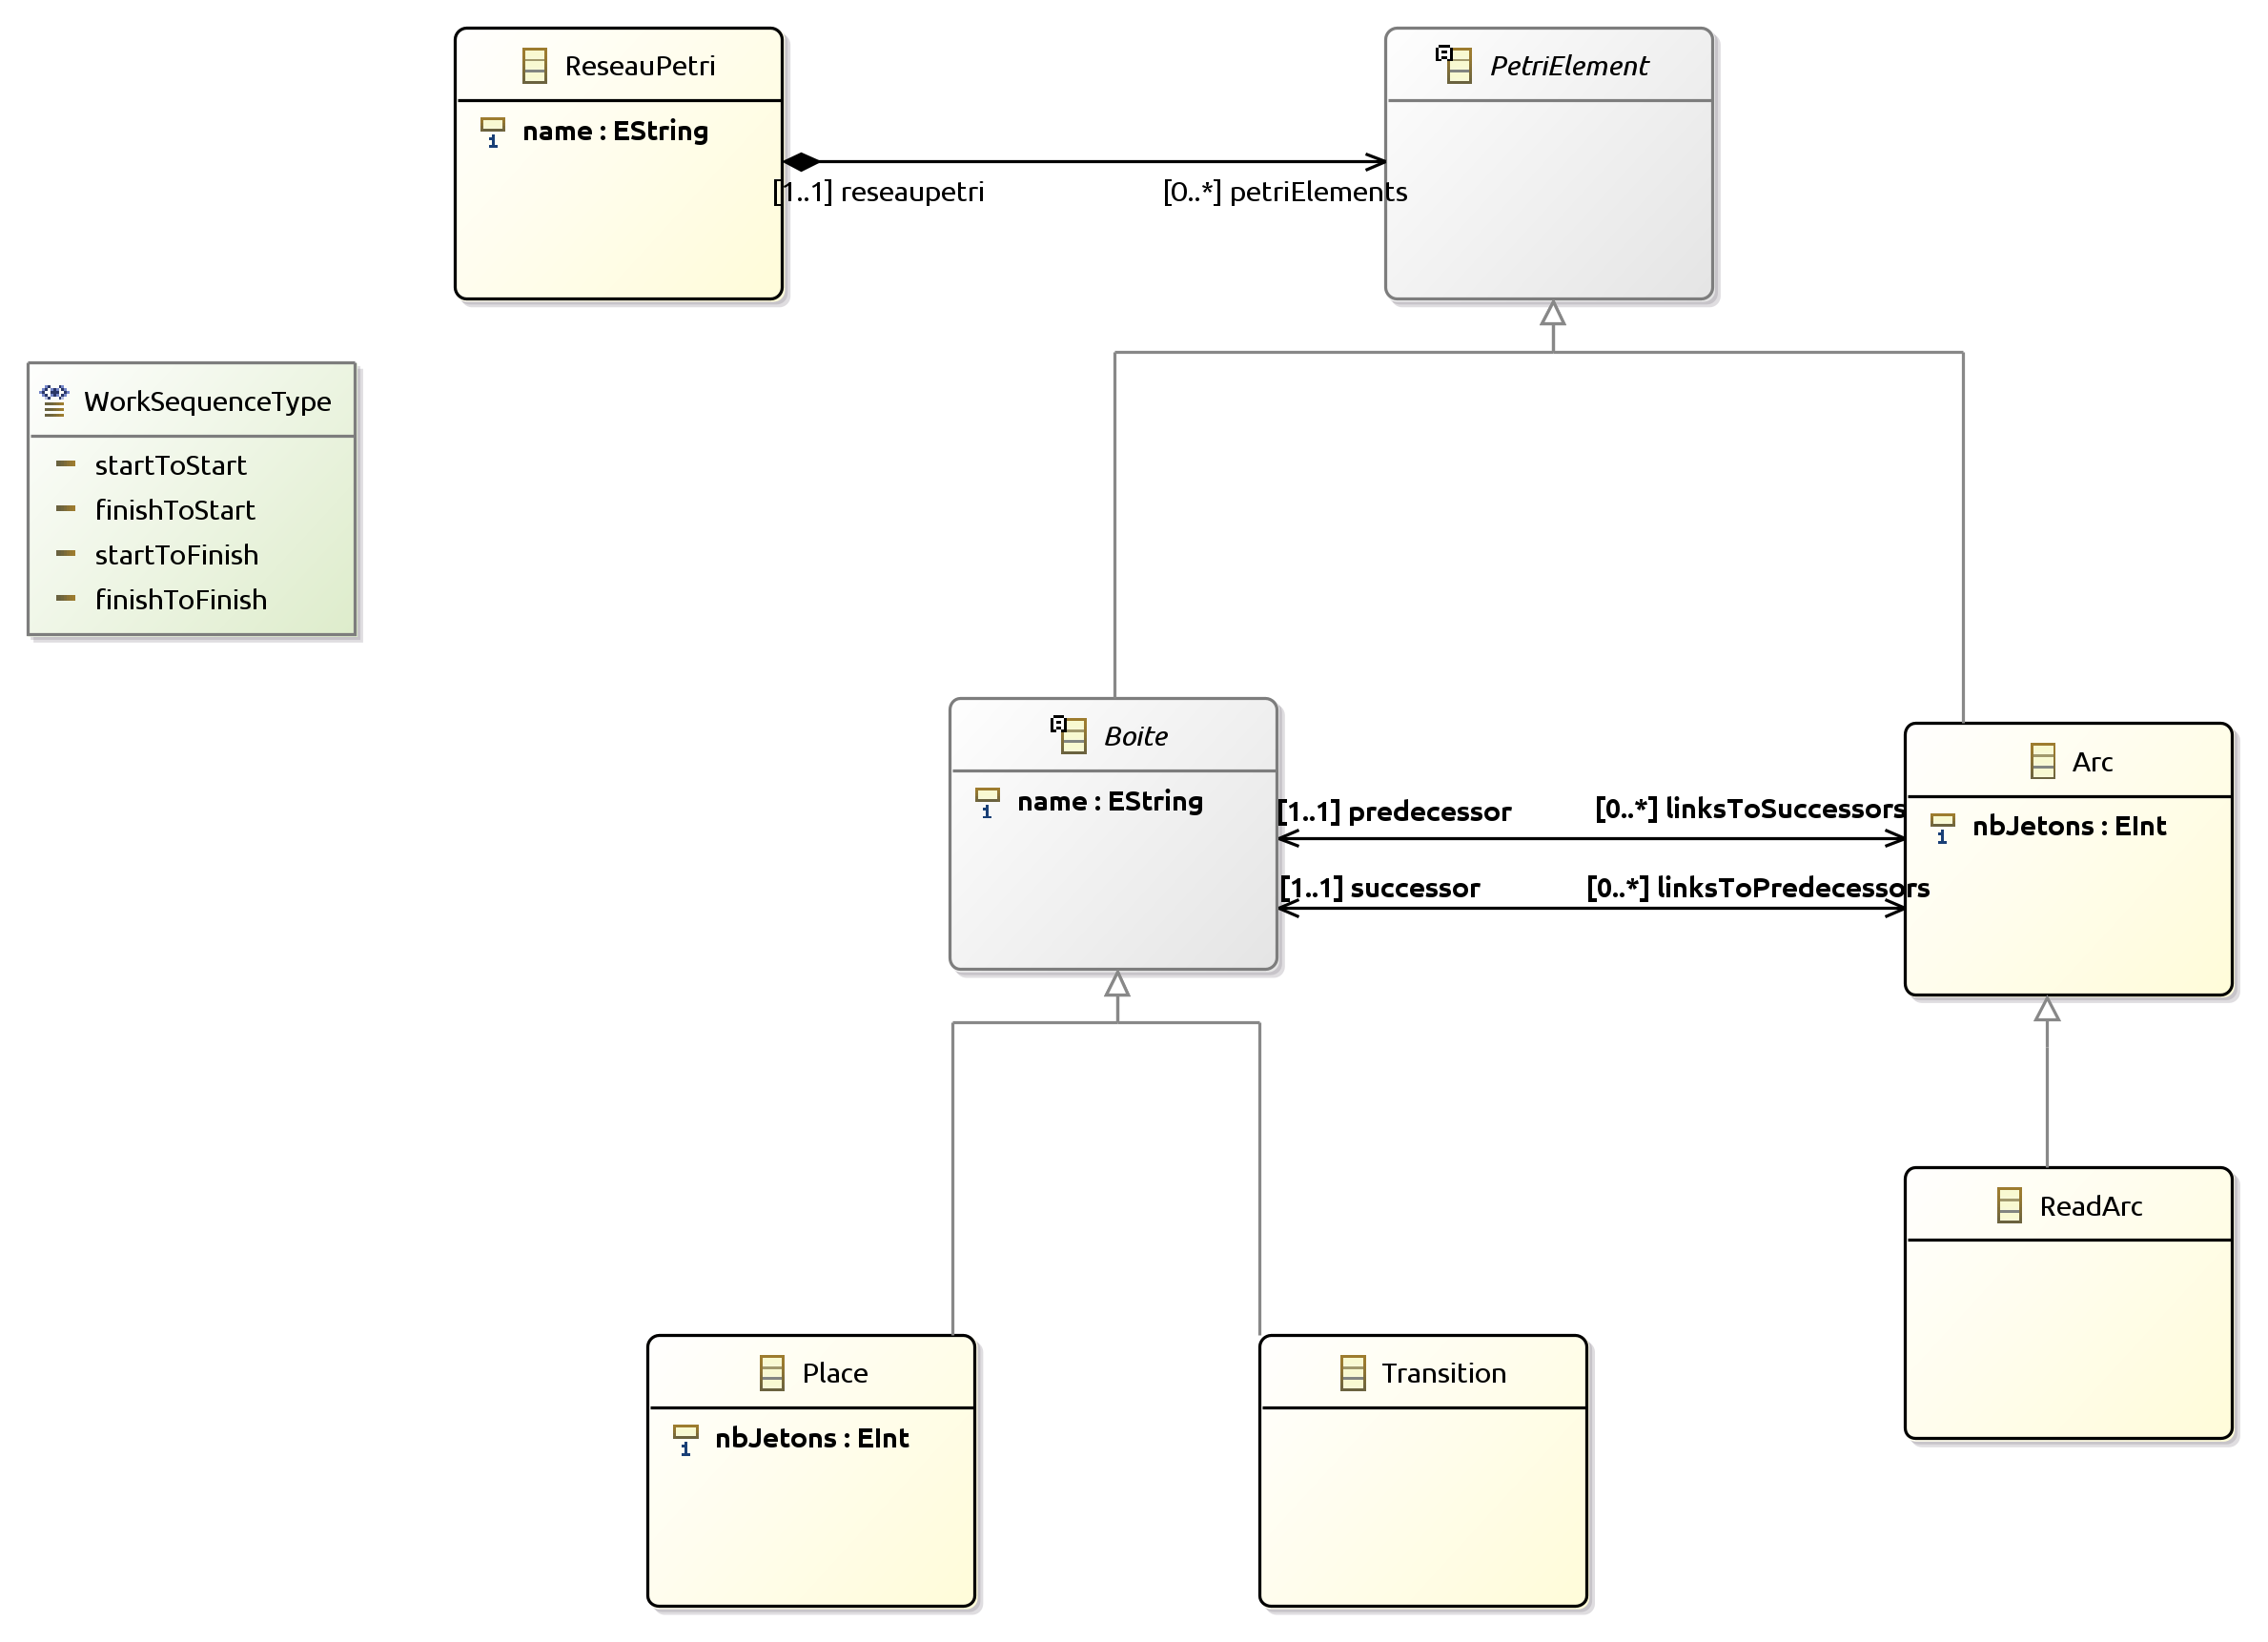 ReseauPetri
name : EString
PetriElement
[1..1] reseaupetri
[0..*] petriElements
WorkSequenceType
startToStart
finishToStart
startToFinish
finishToFinish
Boite
name : EString
Arc
nbJetons : EInt
[1..1] predecessor
[0..*] linksToSuccessors
[1..1] successor
[0..*] linksToPredecessors
ReadArc
Place
nbJetons : EInt
Transition